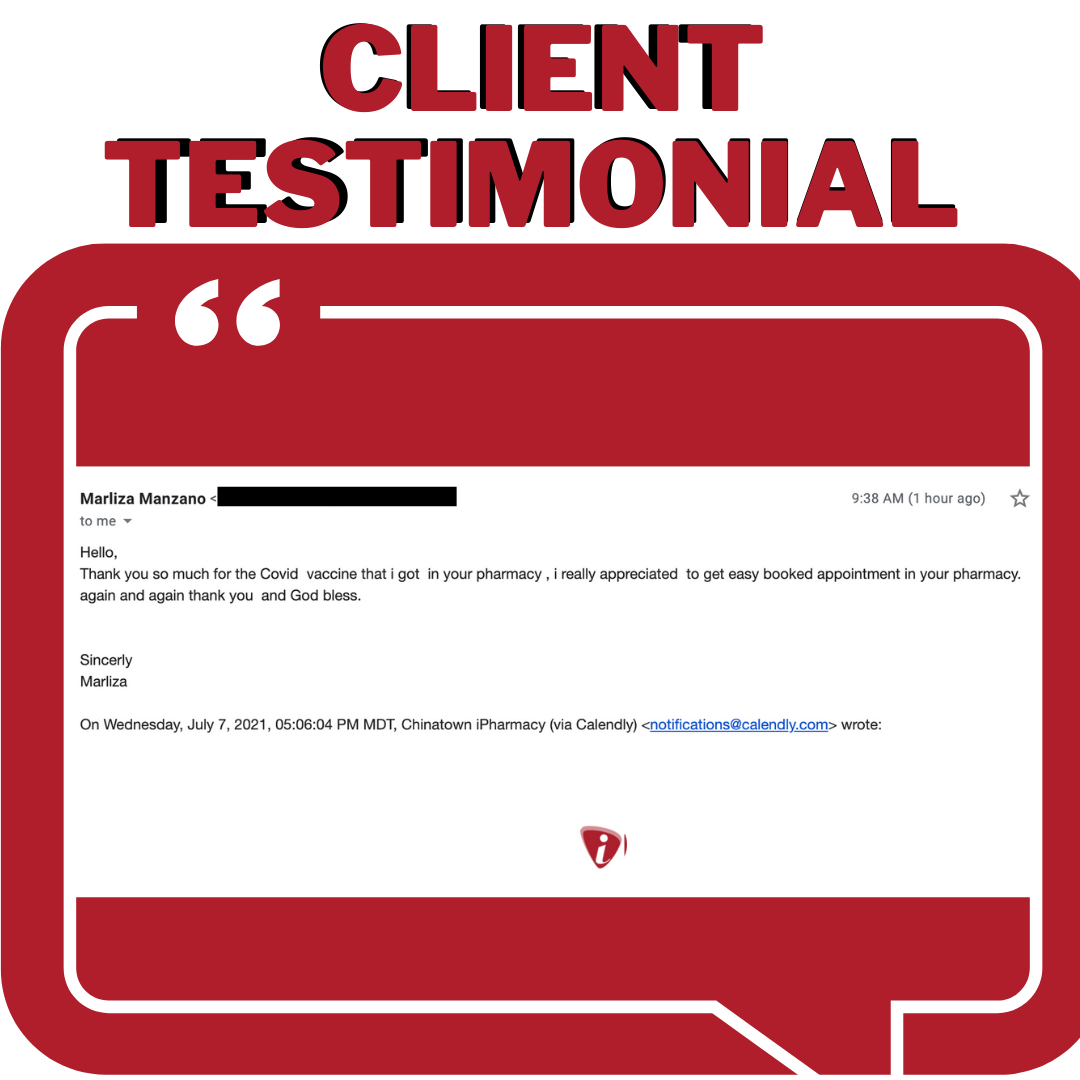 CLIENT
TESTIMONIAL
“
Marliza Manzano <
9:38 AM (1 hour ago)
to me
Hello,
Thank you so much for the Covid  vaccine that i got  in your pharmacy , i really appreciated  to get easy booked appointment in your pharmacy.
again and again thank you  and God bless.
Sincerly
Marliza
On Wednesday, July 7, 2021, 05:06:04 PM MDT, Chinatown iPharmacy (via Calendly) <notifications@calendly.com> wrote:
i